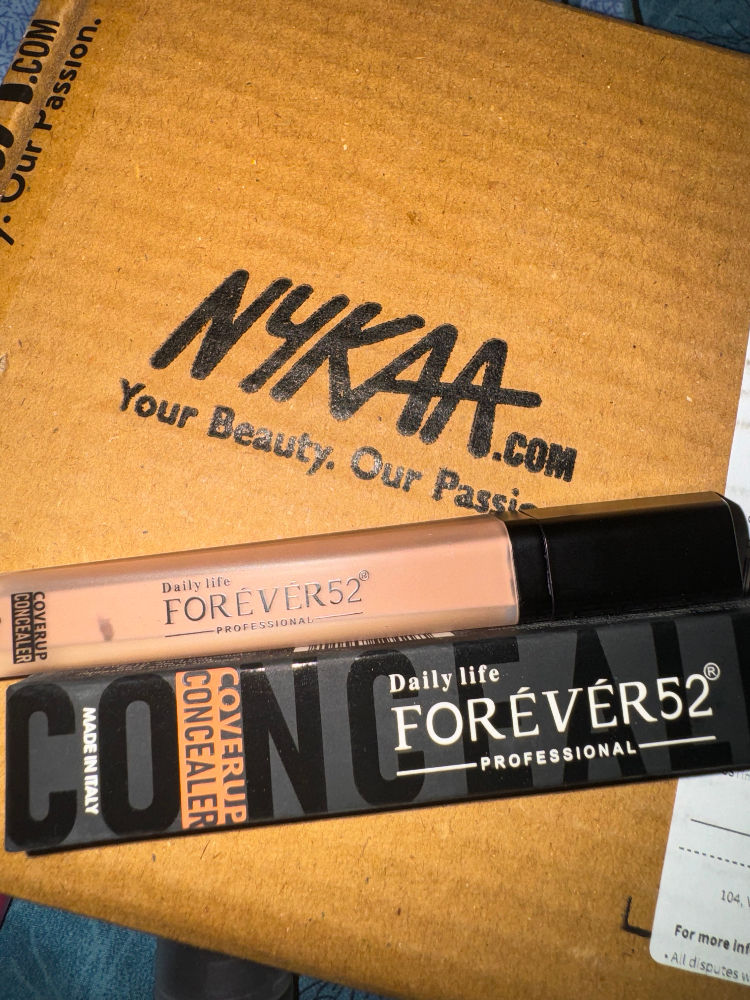 .COM
Our Passion.
NYKAA.COM
Your Beauty. Our Passio
Daily life
FORÉVÉR52®
PROFESSIONAL
COVERUP
CONCEALER
CONCEAL
MADE IN ITALY
COVERUP
CONCEALER
Daily life
FORÉVÉR52®
PROFESSIONAL
104,
For more inf
• All disputes w